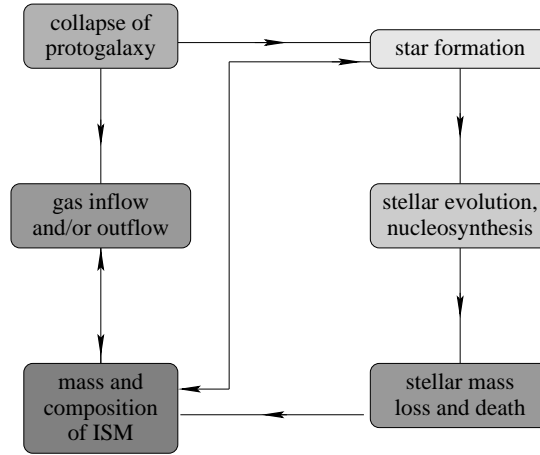 collapse of
protogalaxy
star formation
gas inflow
and/or outflow
stellar evolution,
nucleosynthesis
mass and
composition
of ISM
stellar mass
loss and death